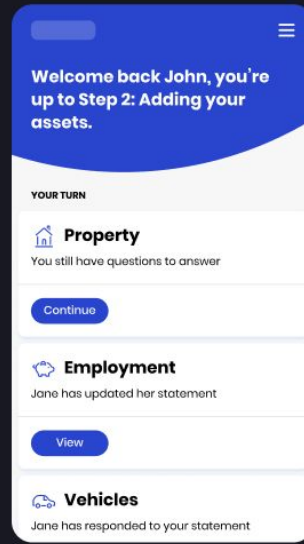 Welcome back John, you're
up to Step 2: Adding your
assets.
YOUR TURN
Property
You still have questions to answer
Continue
Employment
Jane has updated her statement
View
Vehicles
Jane has responded to your statement